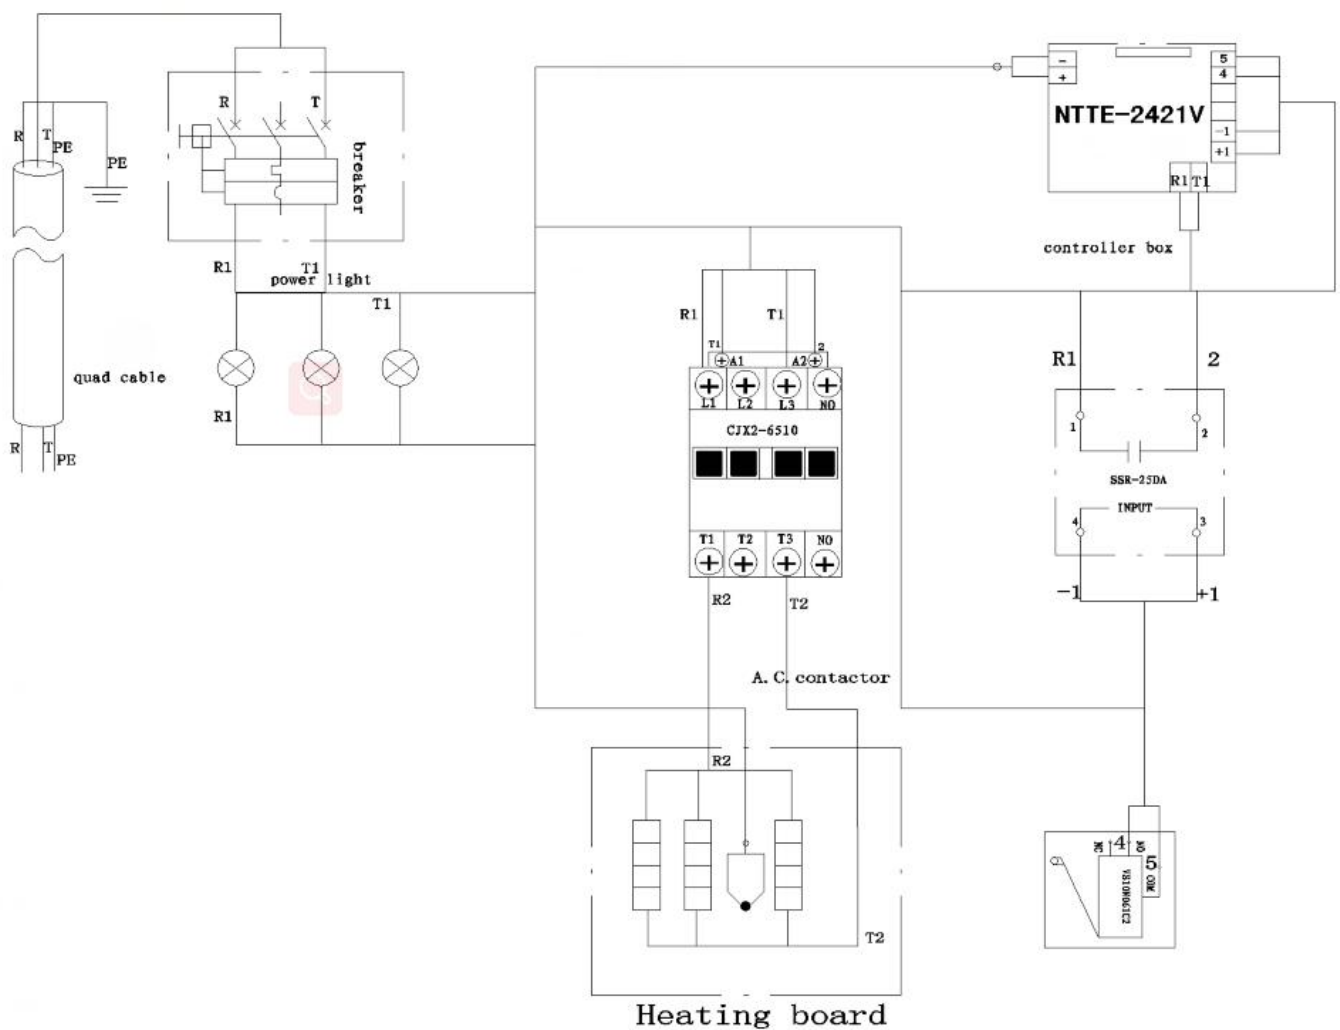 R
T
PE
PE
quad cable
R
T
PE
R
T
breaker
R1
T1
power light
T1
R1
-
+
5
4
NTTE-2421V
-1
+1
R1
T1
controller box
R1
T1
T1
A1
A2
2
L1
L2
L3
NO
CJX2-6510
T1
T2
T3
NO
R2
T2
A.C.contactor
R1
2
1
2
SSR-25DA
INPUT
4
3
-1
+1
R2
T2
Heating board
NC
4
NO
5
COM
VS10N061C2